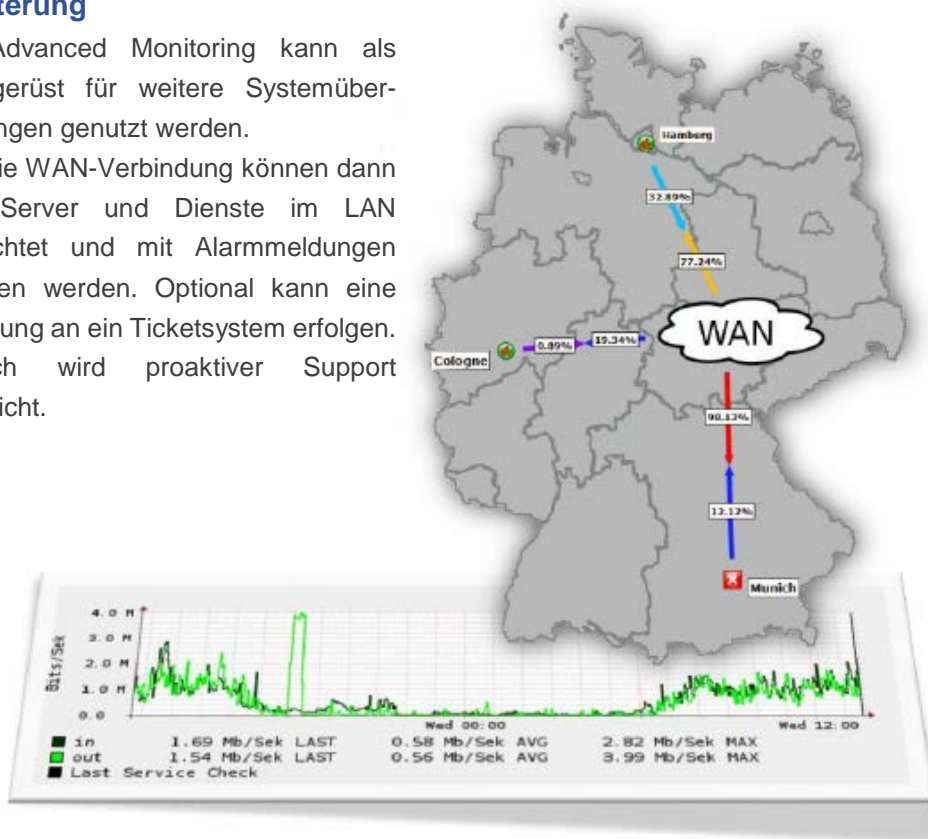 terung
Advanced Monitoring kann als
gerüst für weitere Systemüber-
ngen genutzt werden.
ie WAN-Verbindung können dann
Server und Dienste im LAN
chtet und mit Alarmmeldungen
en werden. Optional kann eine
ung an ein Ticketsystem erfolgen.
ch wird proaktiver Support
icht.
Hamburg
32.89%
77.24%
WAN
Cologne
0.89%
19.34%
98.13%
12.12%
Munich
Bits/Sek
4.0 M
3.0 M
2.0 M
1.0 M
0.0
Wed 00:00
Wed 12:00
in 1.69 Mb/Sek LAST 0.58 Mb/Sek AVG 2.82 Mb/Sek MAX
out 1.54 Mb/Sek LAST 0.56 Mb/Sek AVG 3.99 Mb/Sek MAX
Last Service Check